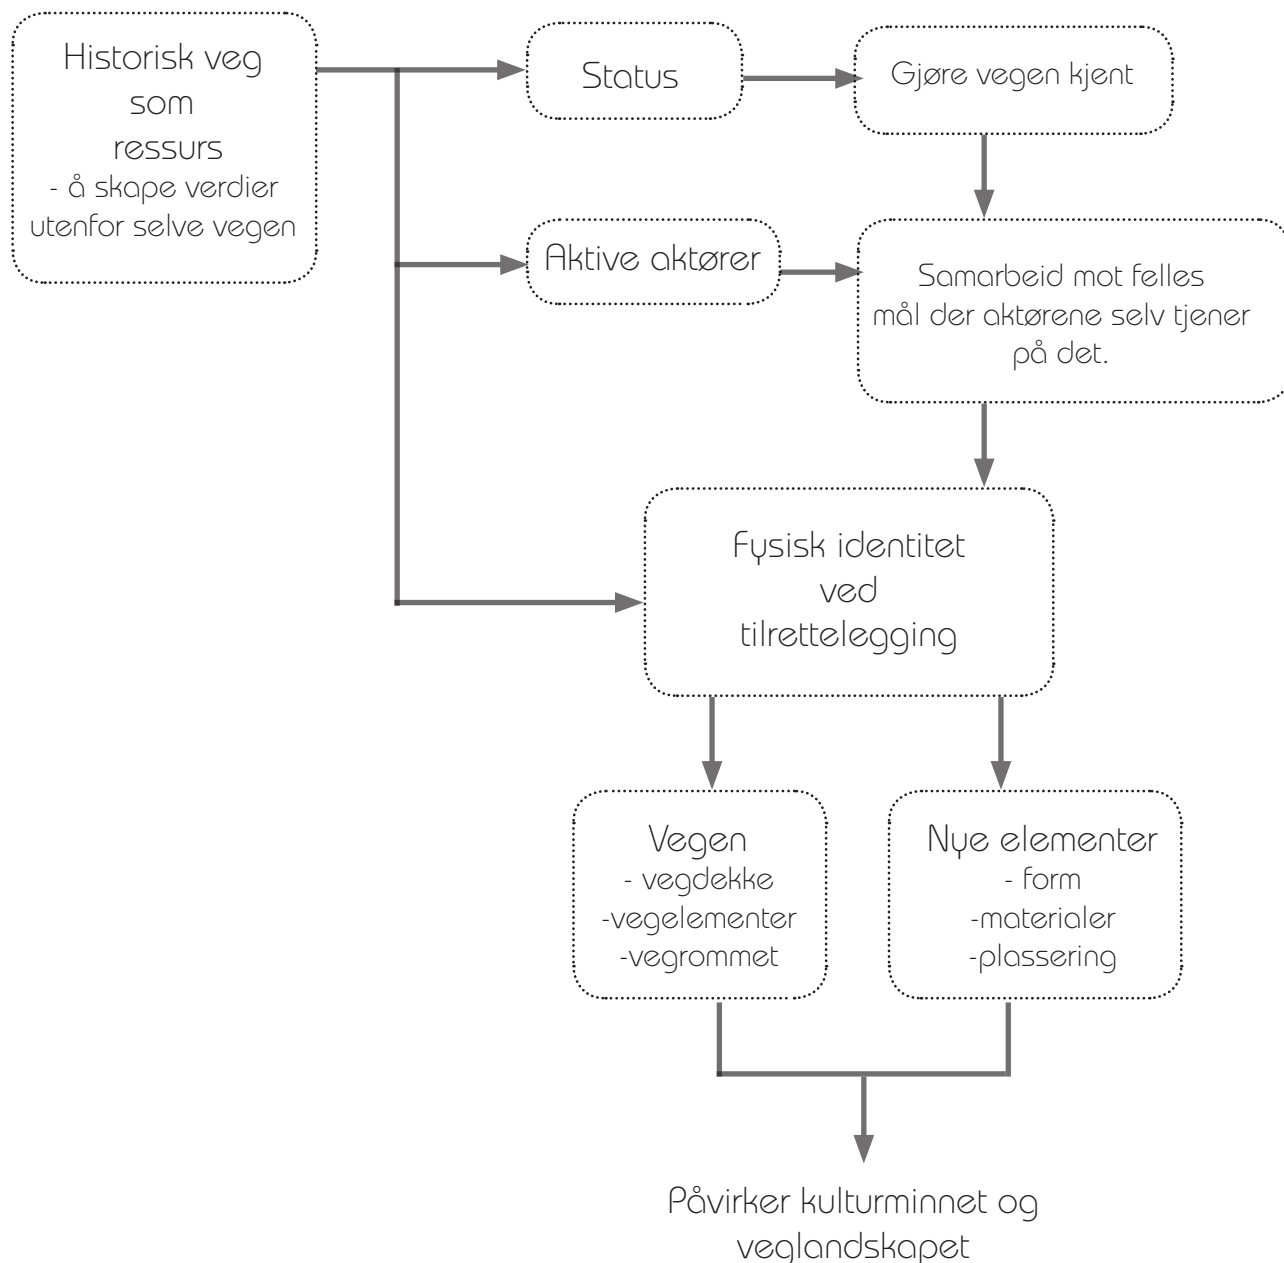 Historisk veg
som
ressurs
- å skape verdier
utenfor selve vegen
Status
Gjøre vegen kjent
Aktive aktører
Samarbeid mot felles
mål der aktørene selv tjener
på det.
Fysisk identitet
ved
tilrettelegging
Vegen
- vegdekke
-vegelementer
-vegrommet
Nye elementer
- form
-materialer
-plassering
Påvirker kulturminnet og
veglandskapet